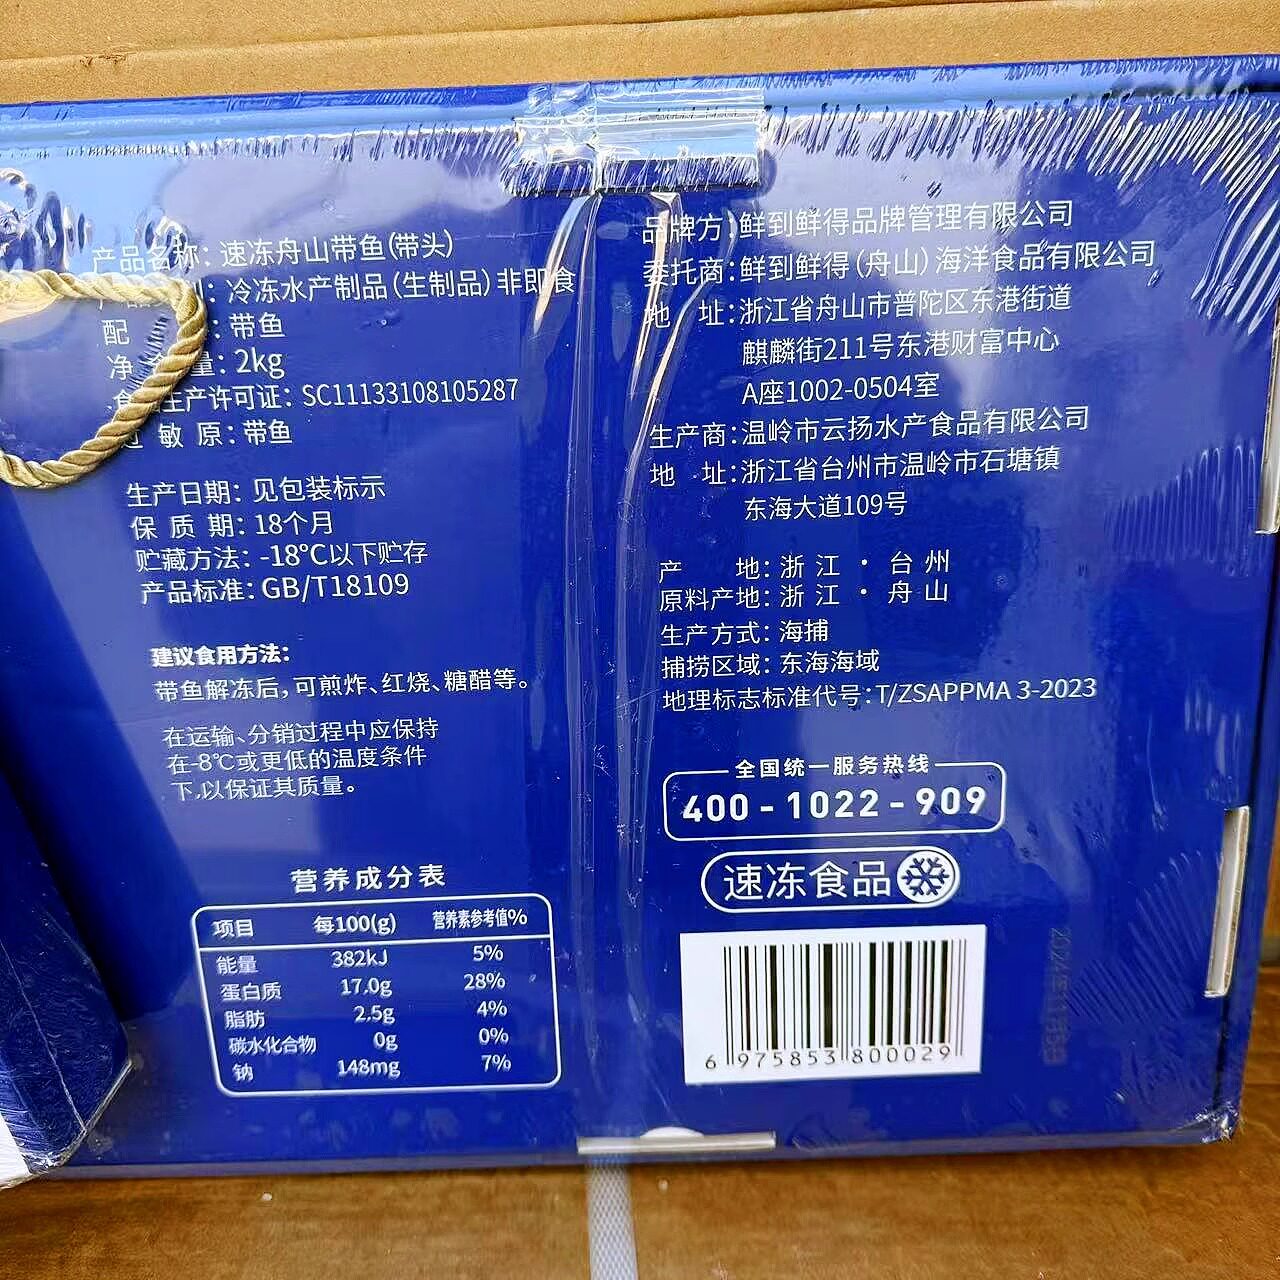 产品名称：速冻舟山带鱼(带头)
冷冻水产制品(生制品)非即食
配 ：带鱼
净 量：2kg
生产许可证：SC11133108105287
敏 原：带鱼
生产日期：见包装标示
保 质 期：18个月
贮藏方法：-18℃以下贮存
产品标准：GB/T18109
建议食用方法：
带鱼解冻后，可煎炸、红烧、糖醋等。
在运输、分销过程中应保持
在-8℃或更低的温度条件
下,以保证其质量。
营养成分表
项目 每100(g) 营养素参考值%
能量 382kJ 5%
蛋白质 17.0g 28%
脂肪 2.5g 4%
碳水化合物 0g 0%
钠 148mg 7%
品牌方：鲜到鲜得品牌管理有限公司
委托商：鲜到鲜得(舟山)海洋食品有限公司
地 址：浙江省舟山市普陀区东港街道
麒麟街211号东港财富中心
A座1002-0504室
生产商：温岭市云扬水产食品有限公司
地 址：浙江省台州市温岭市石塘镇
东海大道109号
产 地：浙江·台州
原料产地：浙江·舟山
生产方式：海捕
捕捞区域：东海海域
地理标志标准代号：T/ZSAPPMA 3-2023
全国统一服务热线
400-1022-909
速冻食品
6 975853 800029